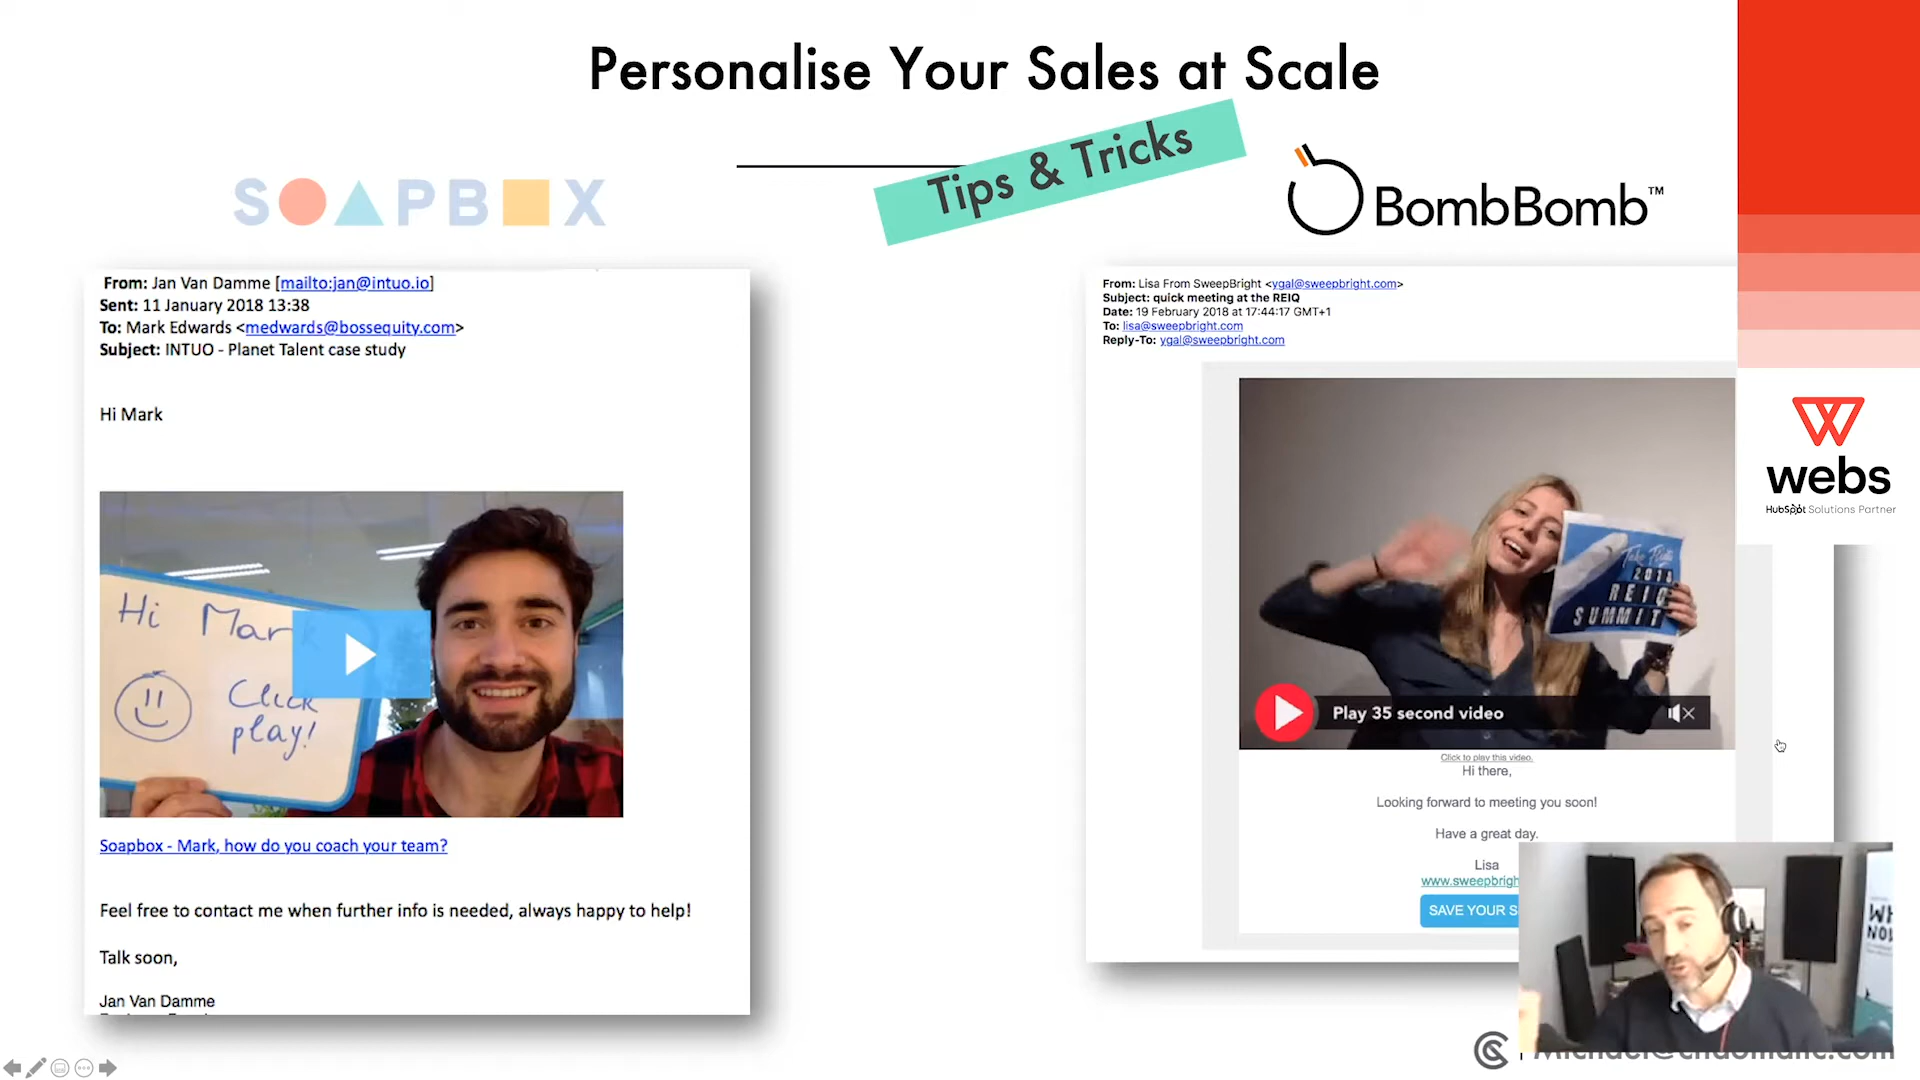 Personalise Your Sales at Scale
Tips & Tricks
SOAPBOX
BombBomb™
From: Jan Van Damme [mailto:jan@intuo.io]
Sent: 11 January 2018 13:38
To: Mark Edwards <medwards@bossequity.com>
Subject: INTUO - Planet Talent case study
Hi Mark
Hi Mark
Click
play!
Soapbox - Mark, how do you coach your team?
Feel free to contact me when further info is needed, always happy to help!
Talk soon,
Jan Van Damme
From: Lisa From SweepBright <ygal@sweepbright.com>
Subject: quick meeting at the REIQ
Date: 19 February 2018 at 17:44:17 GMT+1
To: lisa@sweepbright.com
Reply-To: ygal@sweepbright.com
2018
REIQ
SUMMIT
Play 35 second video
Click to play this video.
Hi there,
Looking forward to meeting you soon!
Have a great day.
Lisa
www.sweepbrigh
SAVE YOUR S
webs
HubSpot Solutions Partner